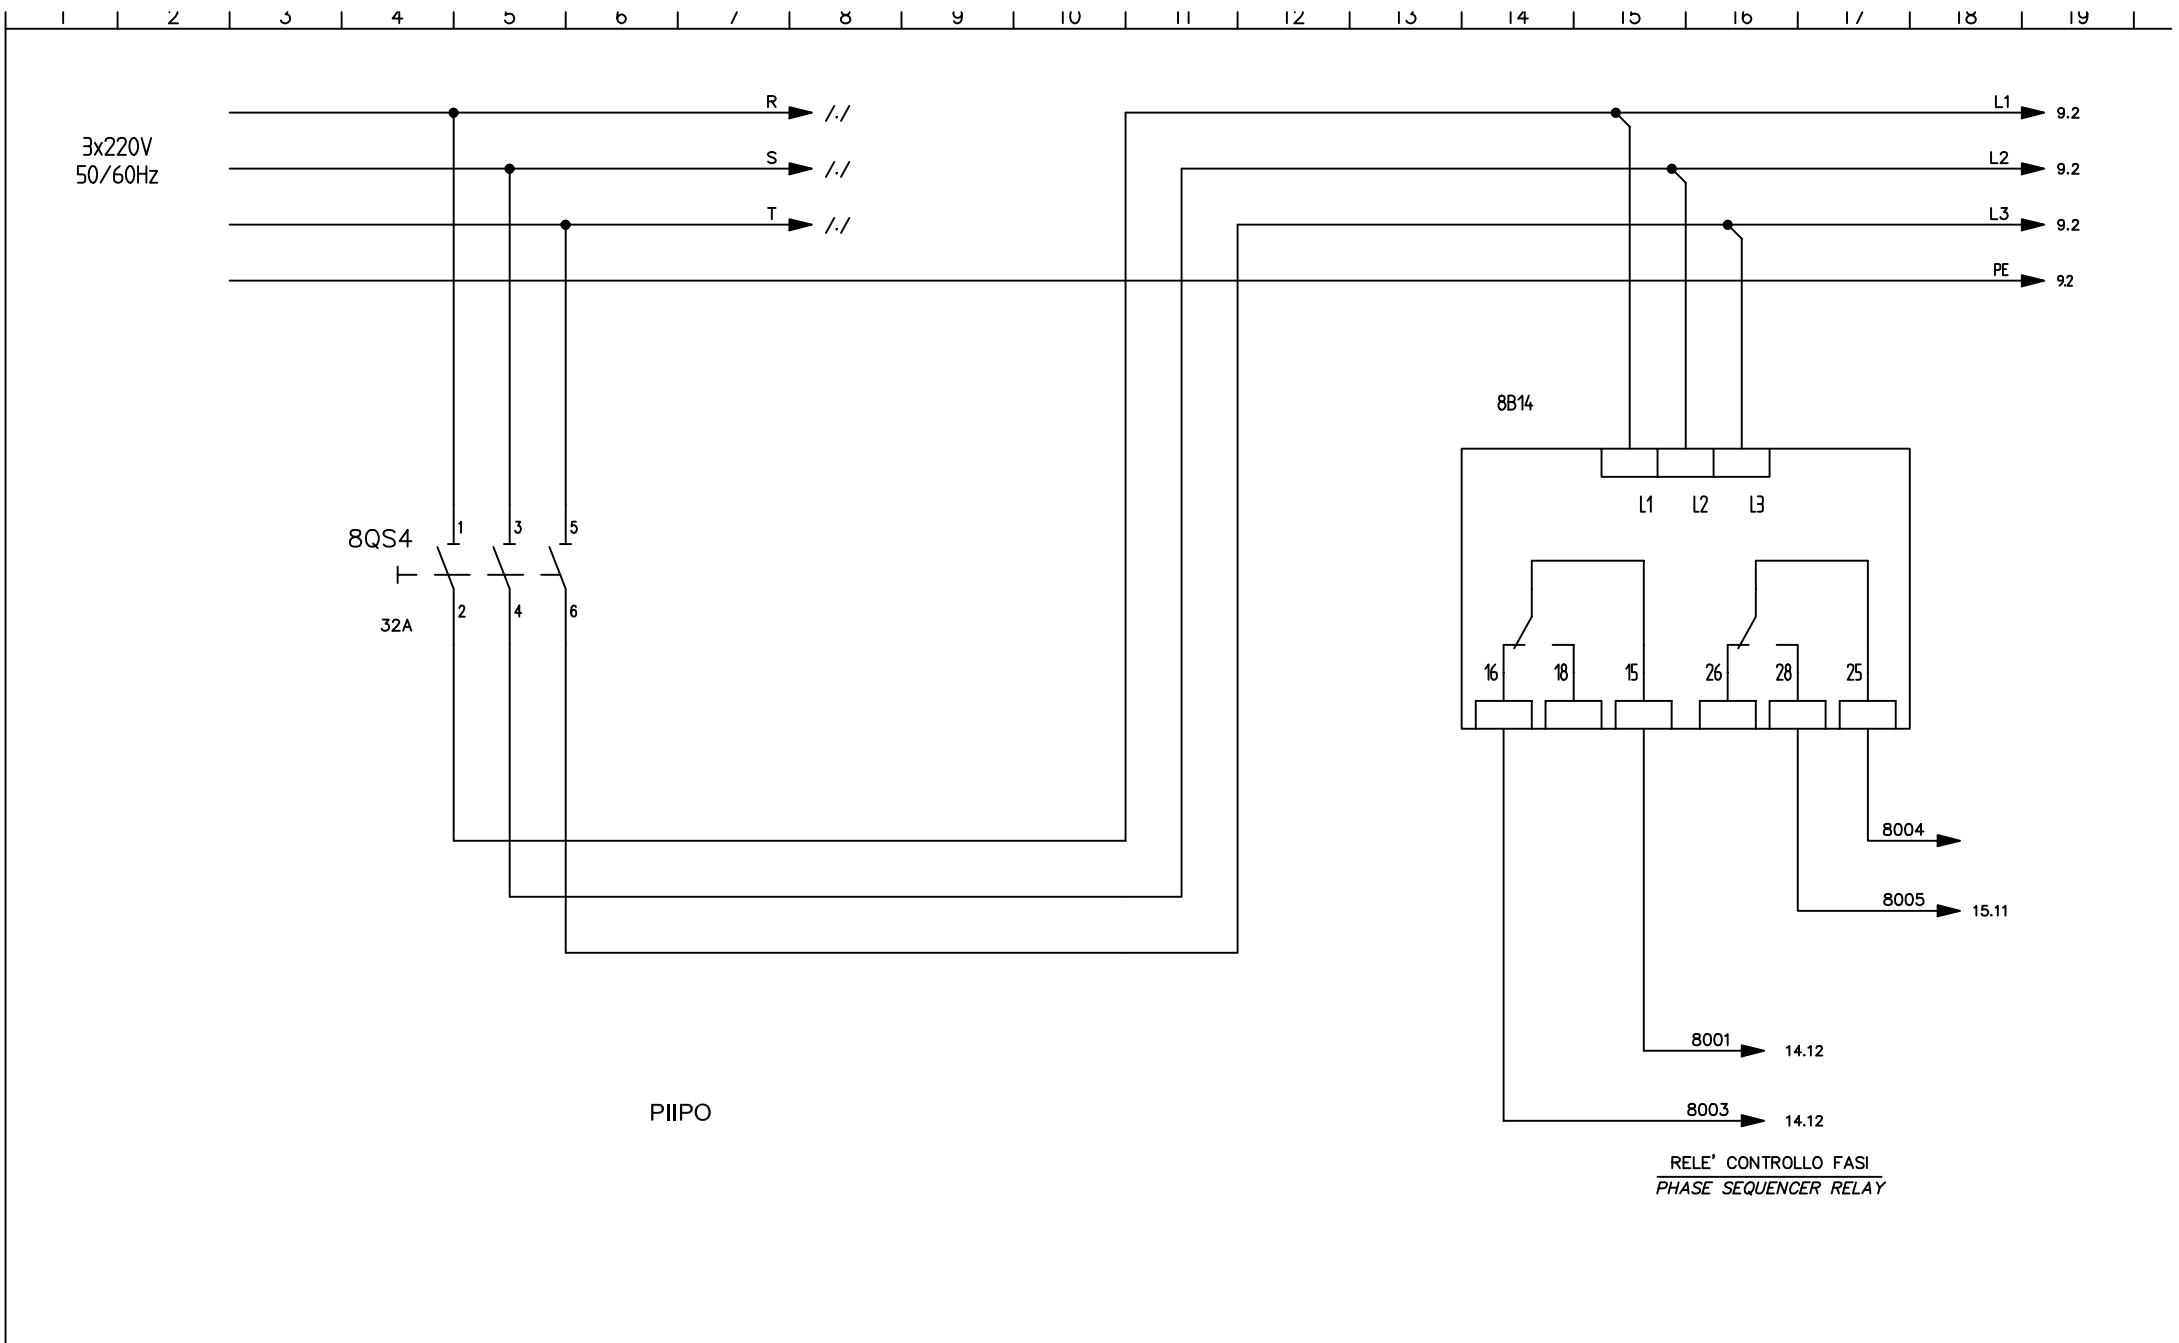 1 2 3 4 5 6 7 8 9 10 11 12 13 14 15 16 17 18 19
R /./
L1 9.2
3x220V
50/60Hz
S /./
L2 9.2
T /./
L3 9.2
PE 9.2
8B14
L1 L2 L3
8QS4 1 3 5
32A 2 4 6
16 18 15 26 28 25
8004
8005 15.11
8001 14.12
8003 14.12
PIIPO
RELE' CONTROLLO FASI
PHASE SEQUENCER RELAY